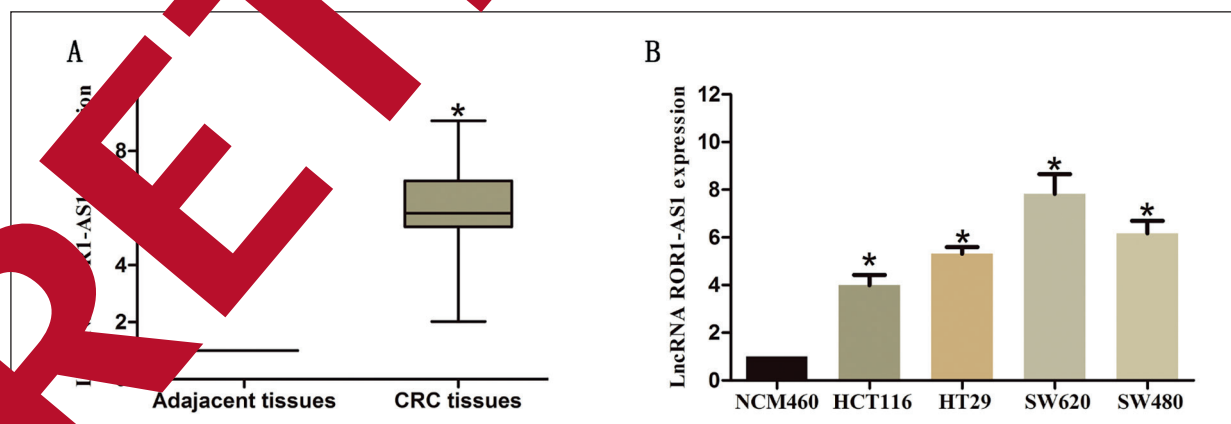 A
*
8
4
2
Adajacent tissues
CRC tissues
B
LncRNA ROR1-AS1 expression
12
10
8
6
4
2
0
*
*
*
*
NCM460
HCT116
HT29
SW620
SW480